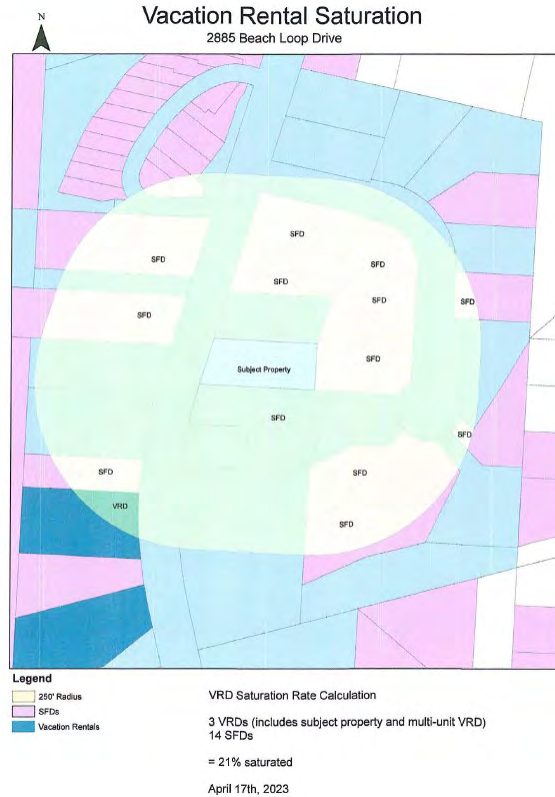 Vacation Rental Saturation
2885 Beach Loop Drive
N
SFD
SFD
SFD
SFD
SFD
SFD
SFD
SFD
Subject Property
SFD
SFD
SFD
SFD
VRD
SFD
Legend
250' Radius
SFDs
Vacation Rentals
VRD Saturation Rate Calculation
3 VRDs (includes subject property and multi-unit VRD)
14 SFDs
= 21% saturated
April 17th, 2023